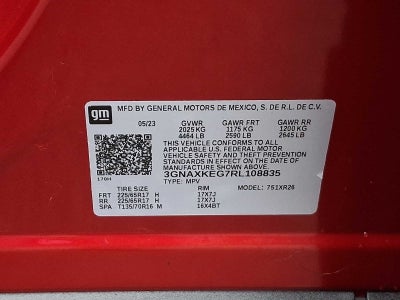 gm
MFD BY GENERAL MOTORS DE MEXICO, S. DE R.L. DE C.V.
05/23 GVWR GAWR FRT GAWR RR
2025 KG 1175 KG 1200 KG
4464 LB 2590 LB 2645 LB
THIS VEHICLE CONFORMS TO ALL
APPLICABLE U.S. FEDERAL MOTOR
VEHICLE SAFETY AND THEFT PREVENTION
STANDARDS IN EFFECT ON THE DATE OF
MANUFACTURE SHOWN ABOVE.
3GNAXKEG7RL108835
TYPE: MPV
TIRE SIZE RIM MODEL: 751XR26
FRT 225/65R17 H 17X7J
RR 225/65R17 H 17X7J
SPA T135/70R16 M 16X4BT